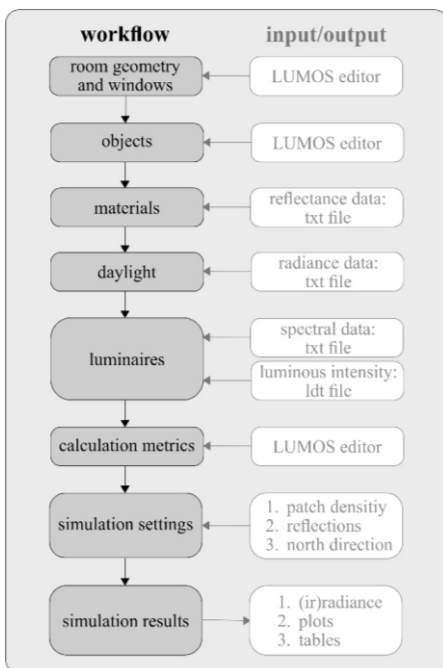 workflow
input/output
room geometry
and windows
LUMOS editor
objects
LUMOS editor
materials
reflectance data:
txt file
daylight
radiance data:
txt file
luminaires
spectral data:
txt file
luminous intensity:
ldt file
calculation metrics
LUMOS editor
simulation settings
1. patch densitiy
2. reflections
3. north direction
simulation results
1. (ir)radiance
2. plots
3. tables